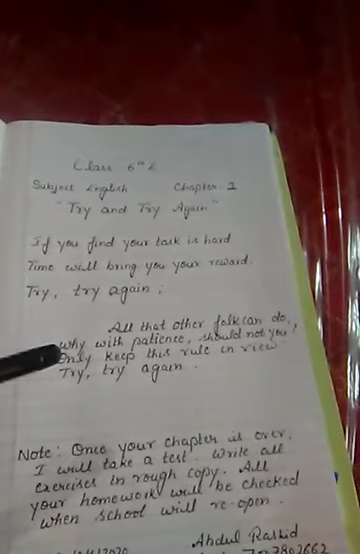 Class 6th E
Subject English Chapter 1
"Try and Try Again"
If you find your task is hard
Time will bring you your reward.
Try, try again ;
All that other folk can do,
why with patience, should not you!
Only keep this rule in view
Try, try again .
Note: Once your chapter is over,
I will take a test. Write all
exercises in rough copy. All
your homework will be checked
when school will re-open.
Abdul Rashid